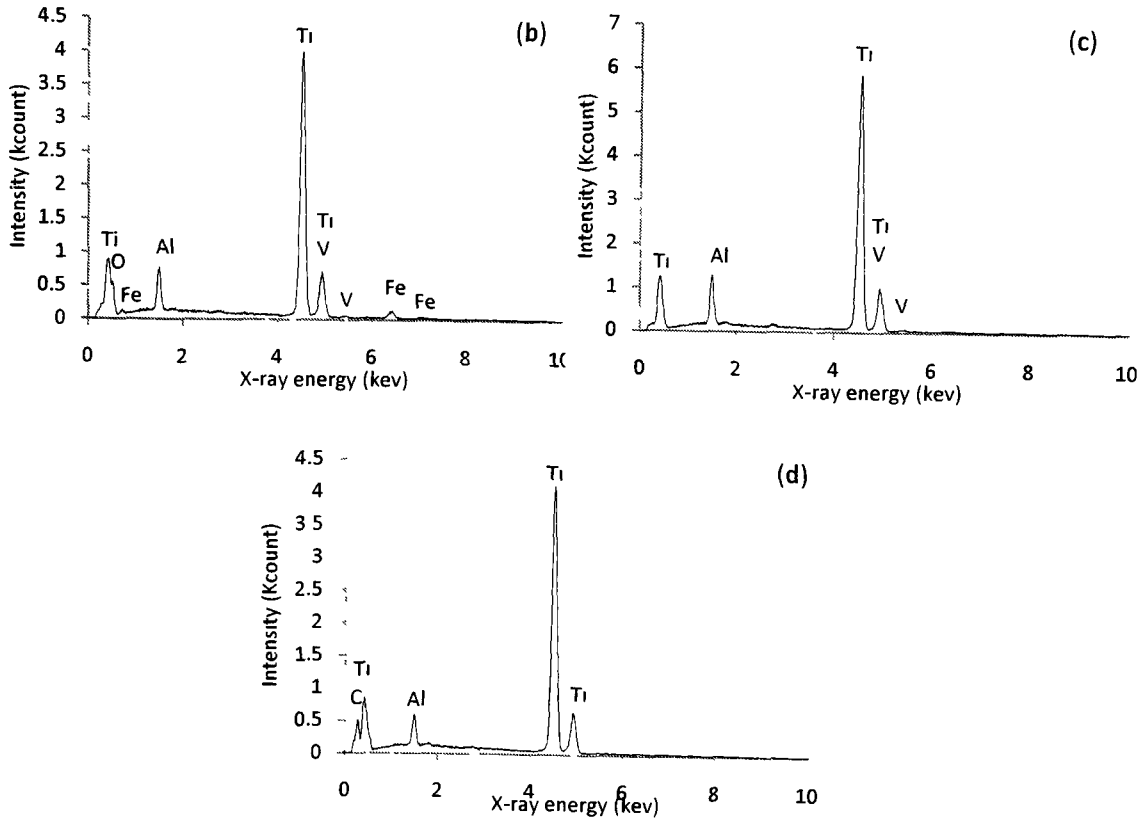 (b)
Intensity (kcount)
4.5
4
3.5
3
2.5
2
1.5
1
0.5
0
Ti
O
Fe
Al
Ti
Ti
V
V
Fe
Fe
0 2 4 6 8 10
X-ray energy (kev)
(c)
Intensity (Kcount)
7
6
5
4
3
2
1
0
Ti
Al
Ti
Ti
V
V
0 2 4 6 8 10
X-ray energy (kev)
(d)
Intensity (Kcount)
4.5
4
3 5
3
2.5
2
1.5
1
0.5
0
C
Ti
Al
Ti
Ti
0 2 4 6 8 10
X-ray energy (kev)